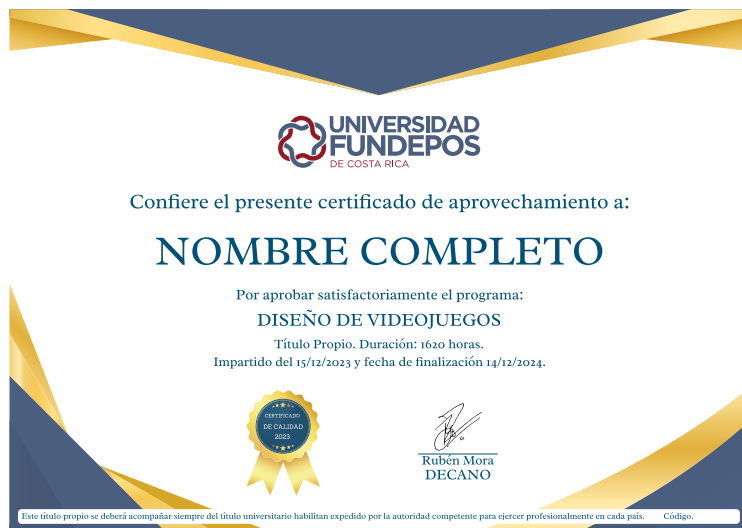 UNIVERSIDAD
FUNDEPOS
DE COSTA RICA
Confiere el presente certificado de aprovechamiento a:
NOMBRE COMPLETO
Por aprobar satisfactoriamente el programa:
DISEÑO DE VIDEOJUEGOS
Título Propio. Duración: 1620 horas.
Impartido del 15/12/2023 y fecha de finalización 14/12/2024.
CERTIFICADO
DE CALIDAD
2023
Rubén Mora
DECANO
Este título propio se deberá acompañar siempre del título universitario habilitan expedido por la autoridad competente para ejercer profesionalmente en cada país. Código.